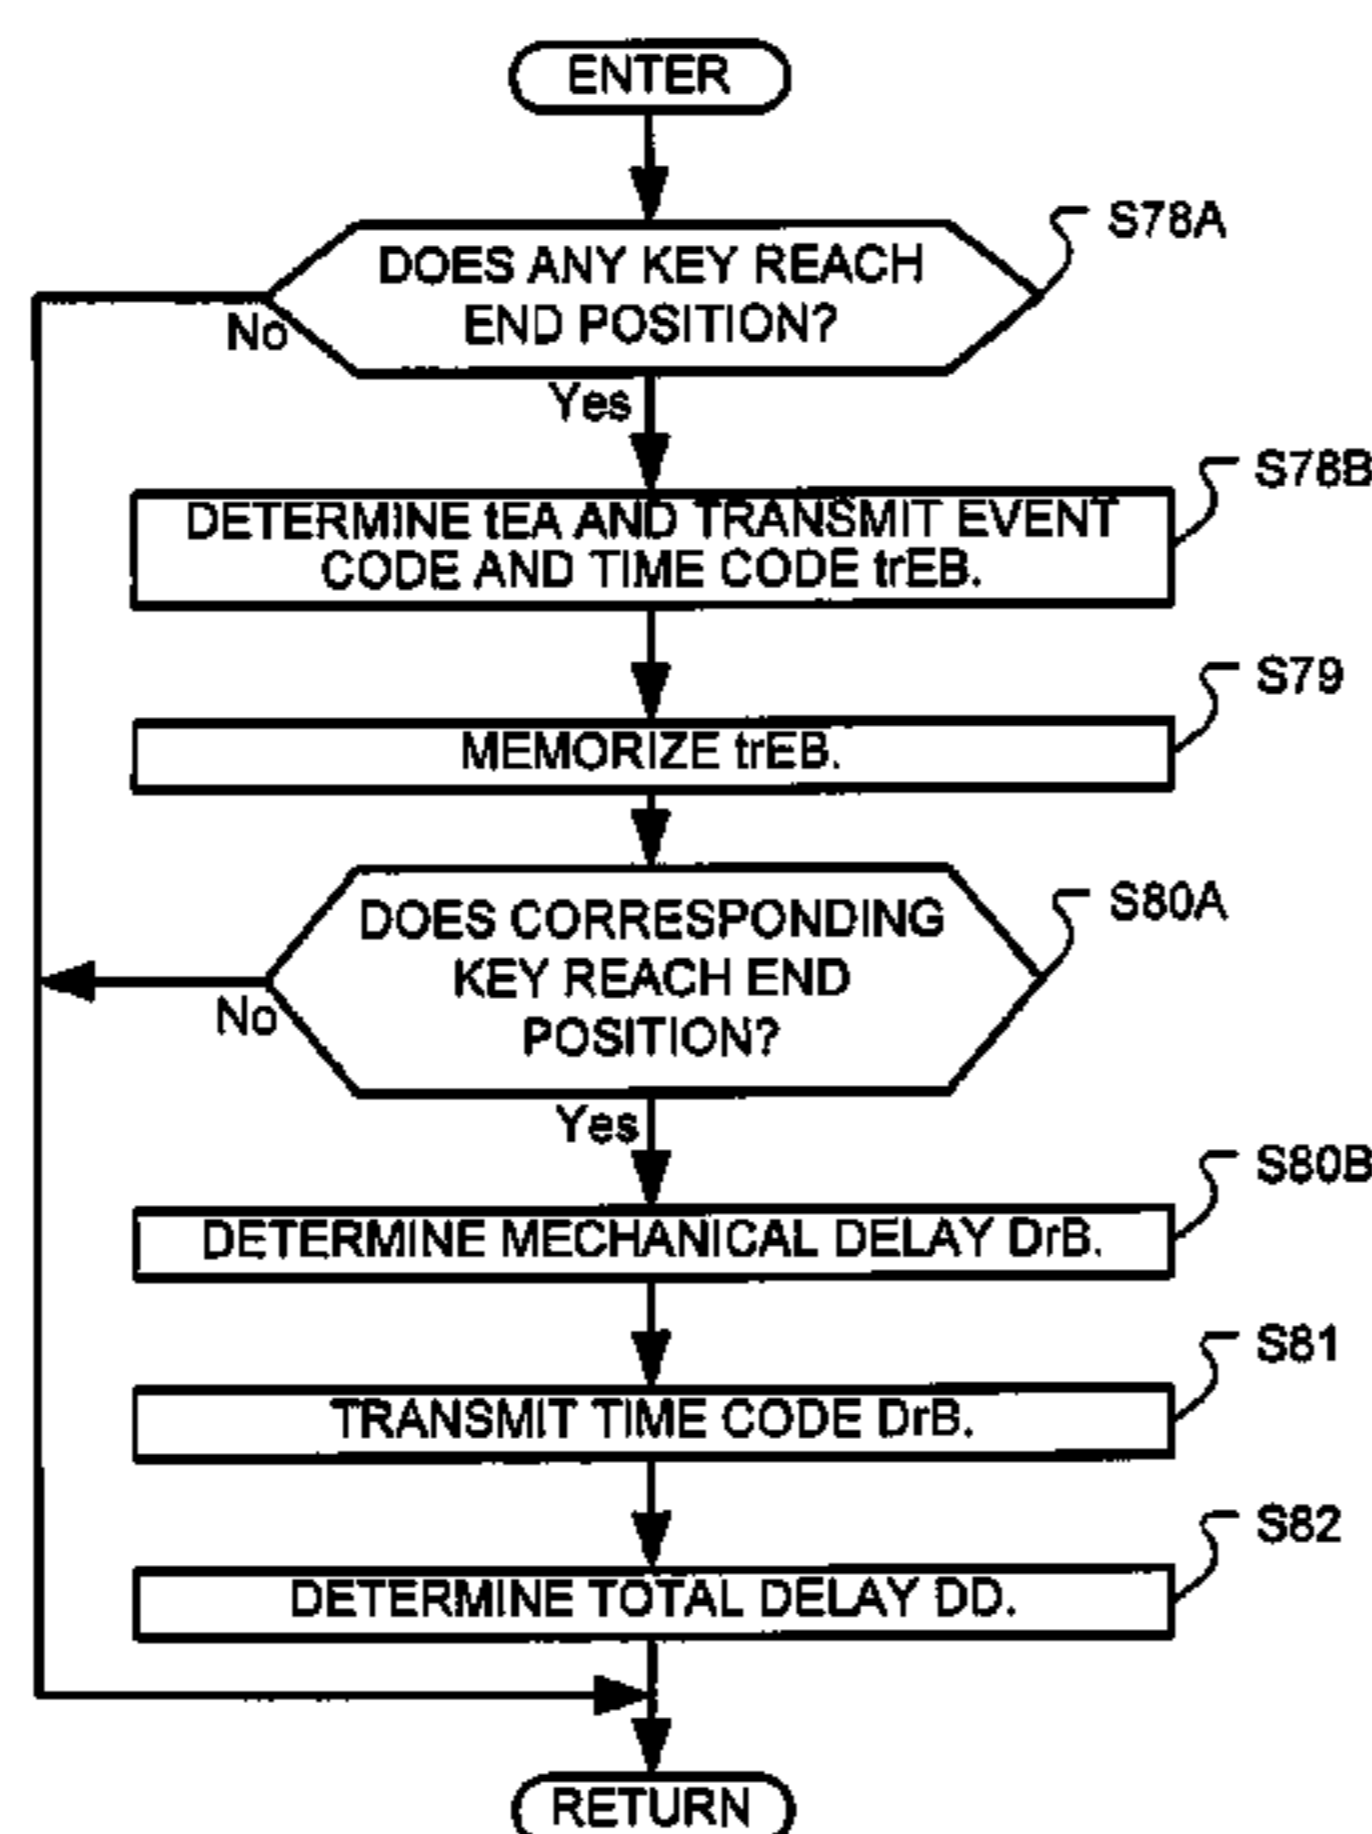 ENTER
DOES ANY KEY REACH
END POSITION?
S78A
No
Yes
DETERMINE tEA AND TRANSMIT EVENT
CODE AND TIME CODE trEB.
S78B
MEMORIZE trEB.
S79
DOES CORRESPONDING
KEY REACH END
POSITION?
S80A
No
Yes
DETERMINE MECHANICAL DELAY DrB.
S80B
TRANSMIT TIME CODE DrB.
S81
DETERMINE TOTAL DELAY DD.
S82
RETURN